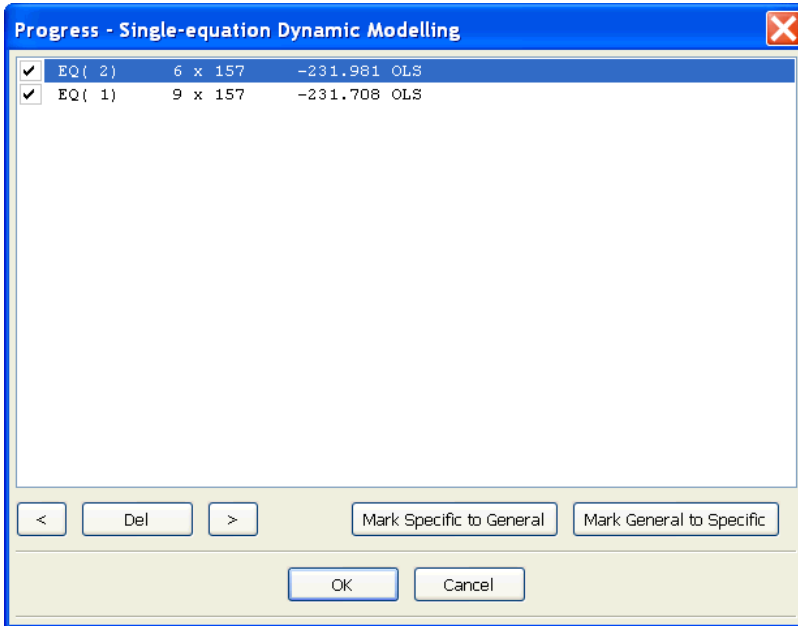 Progress - Single-equation Dynamic Modelling
EQ( 2) 6 x 157 -231.981 OLS
EQ( 1) 9 x 157 -231.708 OLS
< Del > Mark Specific to General Mark General to Specific
OK Cancel